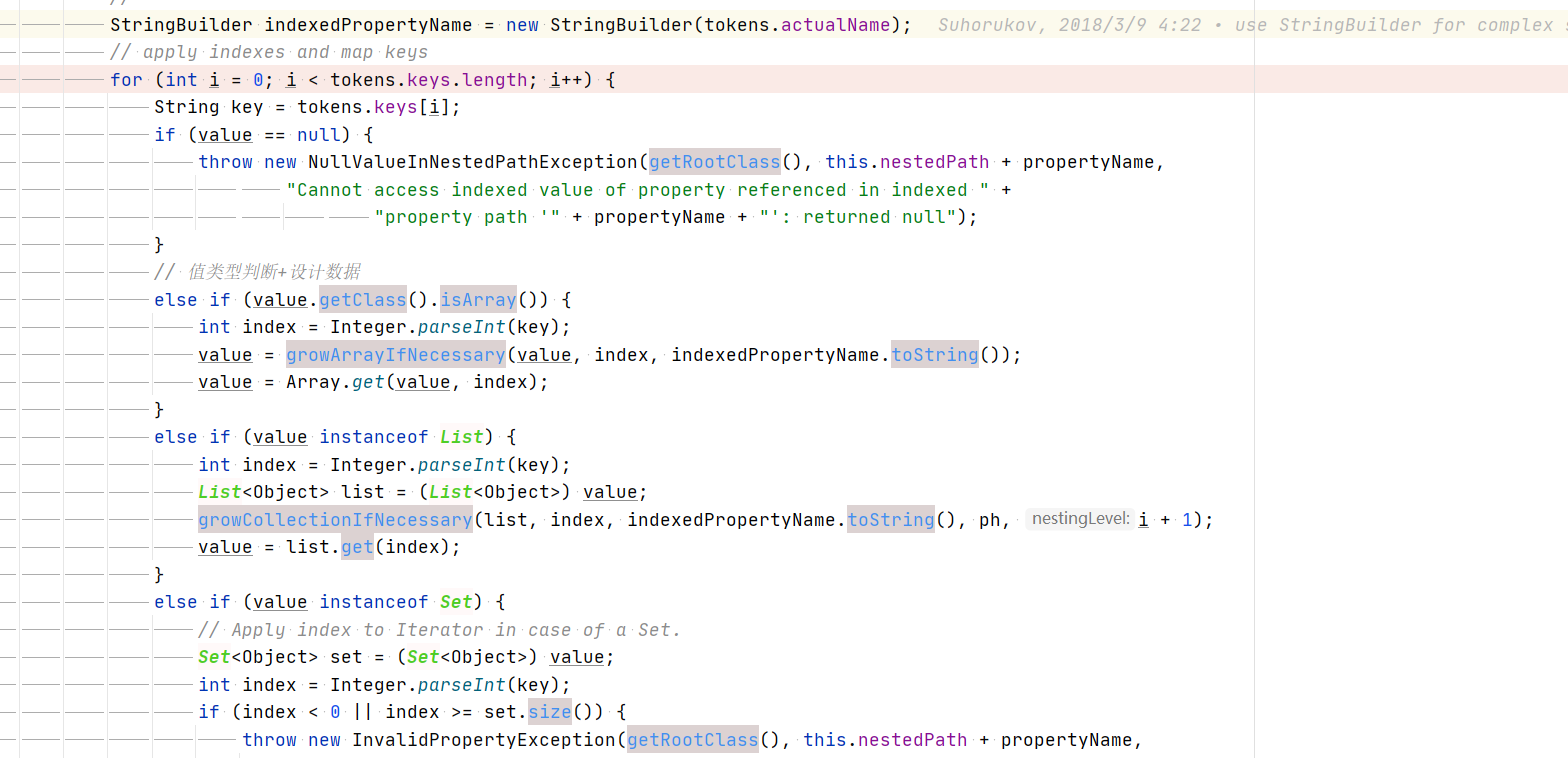 //
StringBuilder indexedPropertyName = new StringBuilder(tokens.actualName); Suhorukov, 2018/3/9 4:22 • use StringBuilder for complex
// apply indexes and map keys
for (int i = 0; i < tokens.keys.length; i++) {
String key = tokens.keys[i];
if (value == null) {
throw new NullValueInNestedPathException(getRootClass(), this.nestedPath + propertyName,
"Cannot access indexed value of property referenced in indexed " +
"property path '" + propertyName + "': returned null");
}
// 值类型判断+设计数据
else if (value.getClass().isArray()) {
int index = Integer.parseInt(key);
value = growArrayIfNecessary(value, index, indexedPropertyName.toString());
value = Array.get(value, index);
}
else if (value instanceof List) {
int index = Integer.parseInt(key);
List<Object> list = (List<Object>) value;
growCollectionIfNecessary(list, index, indexedPropertyName.toString(), ph, nestingLevel: i + 1);
value = list.get(index);
}
else if (value instanceof Set) {
// Apply index to Iterator in case of a Set.
Set<Object> set = (Set<Object>) value;
int index = Integer.parseInt(key);
if (index < 0 || index >= set.size()) {
throw new InvalidPropertyException(getRootClass(), this.nestedPath + propertyName,